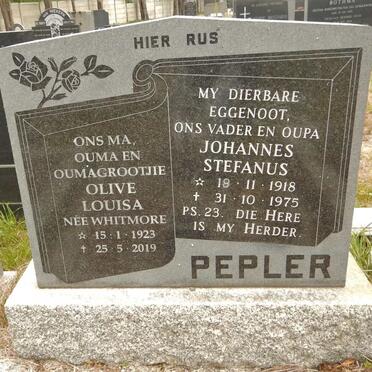 HIER RUS
ONS MA,
OUMA EN
OUMAGROOTJIE
OLIVE
LOUISA
NÉE WHITMORE
☆ 15·1·1923
✝ 25·5·2019
MY DIERBARE
EGGENOOT,
ONS VADER EN OUPA
JOHANNES
STEFANUS
☆ 18·11·1918
✝ 31·10·1975
PS. 23. DIE HERE
IS MY HERDER.
PEPLER